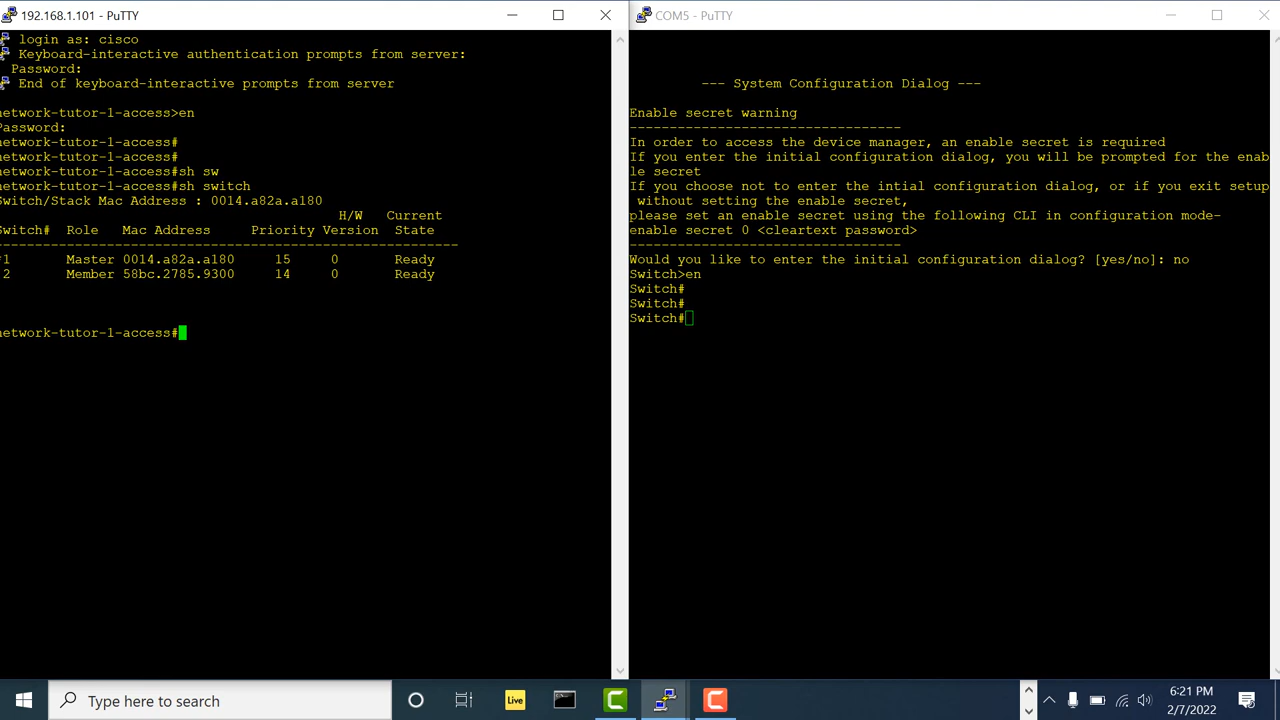 192.168.1.101 - PuTTY
login as: cisco
Keyboard-interactive authentication prompts from server:
Password:
End of keyboard-interactive prompts from server
network-tutor-1-access>en
Password:
network-tutor-1-access#
network-tutor-1-access#
network-tutor-1-access#sh sw
network-tutor-1-access#sh switch
Switch/Stack Mac Address : 0014.a82a.a180
H/W Current
Switch# Role Mac Address Priority Version State
----------------------------------------------------------
*1 Master 0014.a82a.a180 15 0 Ready
2 Member 58bc.2785.9300 14 0 Ready
network-tutor-1-access#
COM5 - PuTTY
--- System Configuration Dialog ---
Enable secret warning
----------------------------------
In order to access the device manager, an enable secret is required
If you enter the initial configuration dialog, you will be prompted for the enab
le secret
If you choose not to enter the intial configuration dialog, or if you exit setup
without setting the enable secret,
please set an enable secret using the following CLI in configuration mode-
enable secret 0 <cleartext password>
----------------------------------
Would you like to enter the initial configuration dialog? [yes/no]: no
Switch>en
Switch#
Switch#
Switch#
Type here to search
Live
6:21 PM
2/7/2022